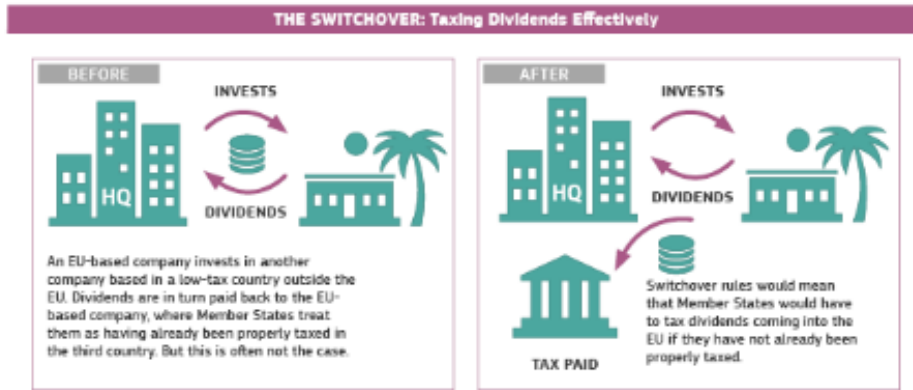 THE SWITCHOVER: Taxing Dividends Effectively
BEFORE
INVESTS
HQ
DIVIDENDS
An EU-based company invests in another
company based in a low-tax country outside the
EU. Dividends are in turn paid back to the EU-
based company, where Member States treat
them as having already been properly taxed in
the third country. But this is often not the case.
AFTER
INVESTS
HQ
DIVIDENDS
Switchover rules would mean
that Member States would have
to tax dividends coming into the
EU if they have not already been
properly taxed.
TAX PAID